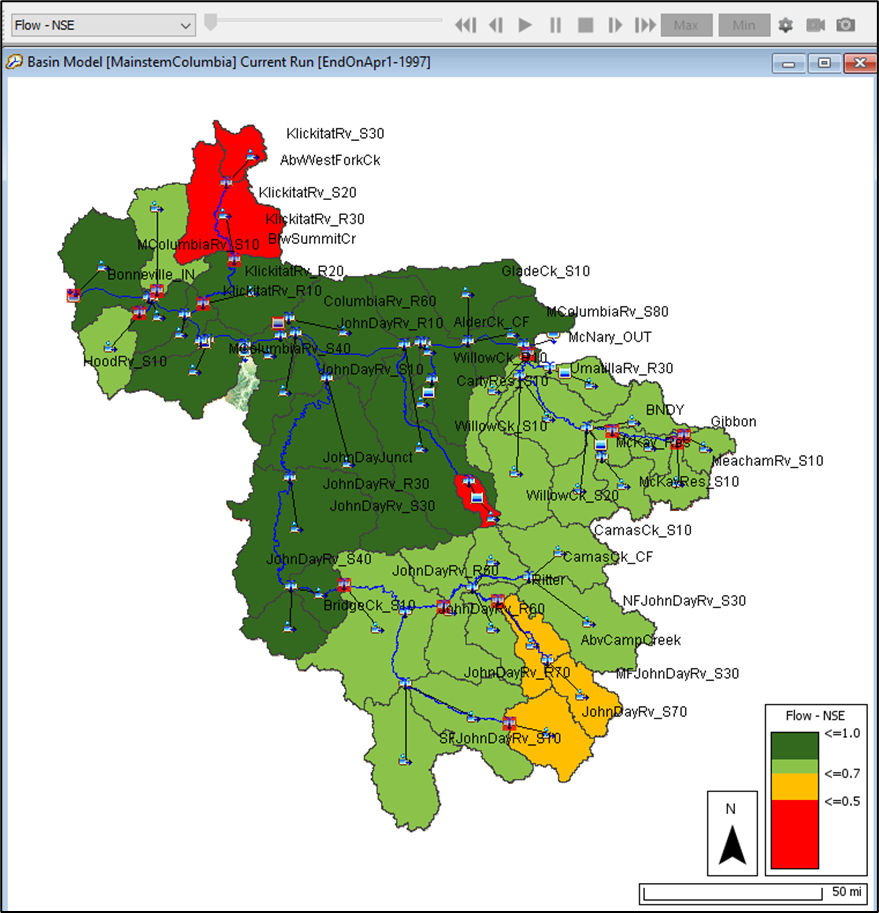 Flow - NSE
Max
Min
Basin Model [MainstemColumbia] Current Run [EndOnApr1-1997]
KlickitatRv_S30
AbvWestForkCk
KlickitatRv_S20
KlickitatRv_R30
BlwSummitCr
MColumbiaRv_S10
KlickitatRv_R20
GladeCk_S10
Bonneville_IN
KlickitatRv_R10
ColumbiaRv_R60
MColumbiaRv_S80
JohnDayRv_R10
AlderCk_CF
McNary_OUT
MColumbiaRv_S40
HoodRv_S10
WillowCk_R10
JohnDayRv_S10
UmatillaRv_R30
CartyRes_S10
BNDY
Gibbon
WillowCk_S10
McKay_Res
JohnDayJunct
MeachamRv_S10
JohnDayRv_R30
McKayRes_S10
WillowCk_S20
JohnDayRv_S30
CamasCk_S10
JohnDayRv_S40
CamasCk_CF
JohnDayRv_R50
Ritter
BridgeCk_S10
JohnDayRv_R60
NFJohnDayRv_S30
AbvCampCreek
JohnDayRv_R70
MFJohnDayRv_S30
JohnDayRv_S70
SFJohnDayRv_S10
Flow - NSE
<=1.0
<=0.7
<=0.5
N
50 mi